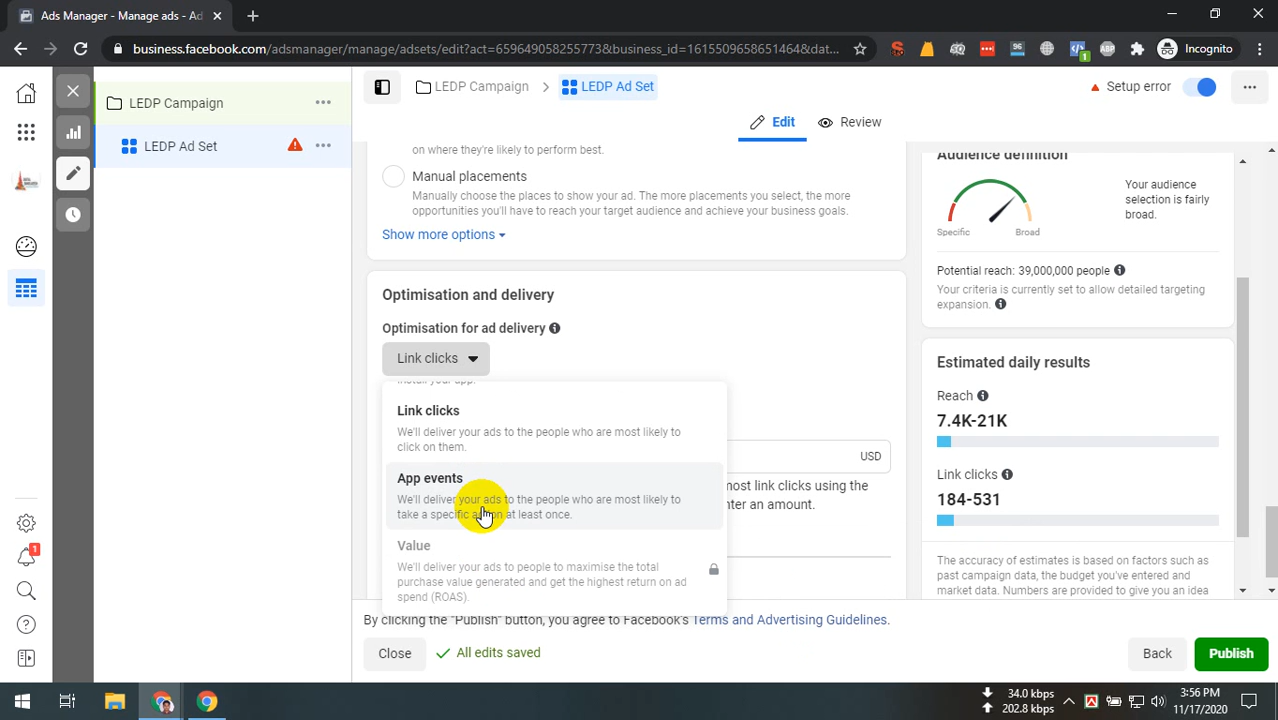 Ads Manager - Manage ads - Ad
Incognito
business.facebook.com/adsmanager/manage/adsets/edit?act=659649058255773&business_id=1615509658651464&dat...
96
1
ABP
LEDP Campaign
LEDP Ad Set
LEDP Campaign
LEDP Ad Set
Setup error
Edit
Review
on where they're likely to perform best.
Manual placements
Manually choose the places to show your ad. The more placements you select, the more
opportunities you'll have to reach your target audience and achieve your business goals.
Show more options
Optimisation and delivery
Optimisation for ad delivery
Link clicks
install your app.
Link clicks
We'll deliver your ads to the people who are most likely to
click on them.
App events
We'll deliver your ads to the people who are most likely to
take a specific action at least once.
Value
We'll deliver your ads to people to maximise the total
purchase value generated and get the highest return on ad
spend (ROAS).
USD
most link clicks using the
nter an amount.
Audience definition
Specific
Broad
Your audience
selection is fairly
broad.
Potential reach: 39,000,000 people
Your criteria is currently set to allow detailed targeting
expansion.
Estimated daily results
Reach
7.4K-21K
Link clicks
184-531
The accuracy of estimates is based on factors such as
past campaign data, the budget you've entered and
market data. Numbers are provided to give you an idea
By clicking the "Publish" button, you agree to Facebook's Terms and Advertising Guidelines.
Close
All edits saved
Back
Publish
1
34.0 kbps
202.8 kbps
3:56 PM
11/17/2020